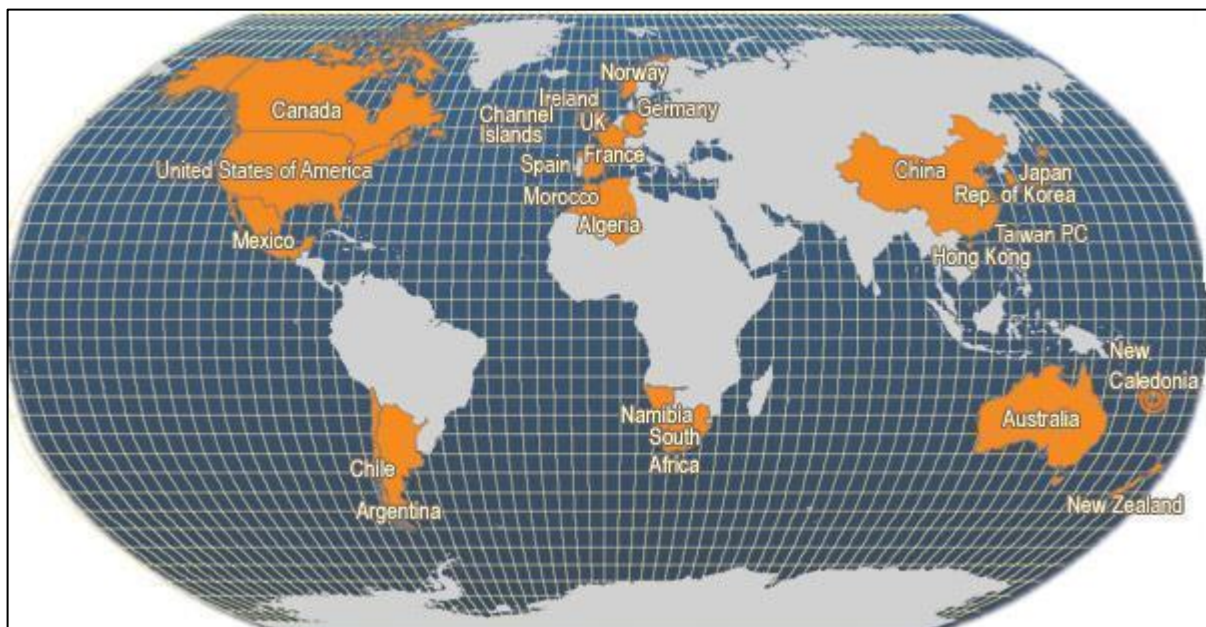 Norway
Canada
Ireland
Channel
Islands
UK
Germany
United States of America
Spain
France
China
Japan
Rep. of Korea
Morocco
Algeria
Mexico
Taiwan PC
Hong Kong
New
Caledonia
Namibia
South
Africa
Australia
Chile
Argentina
New Zealand